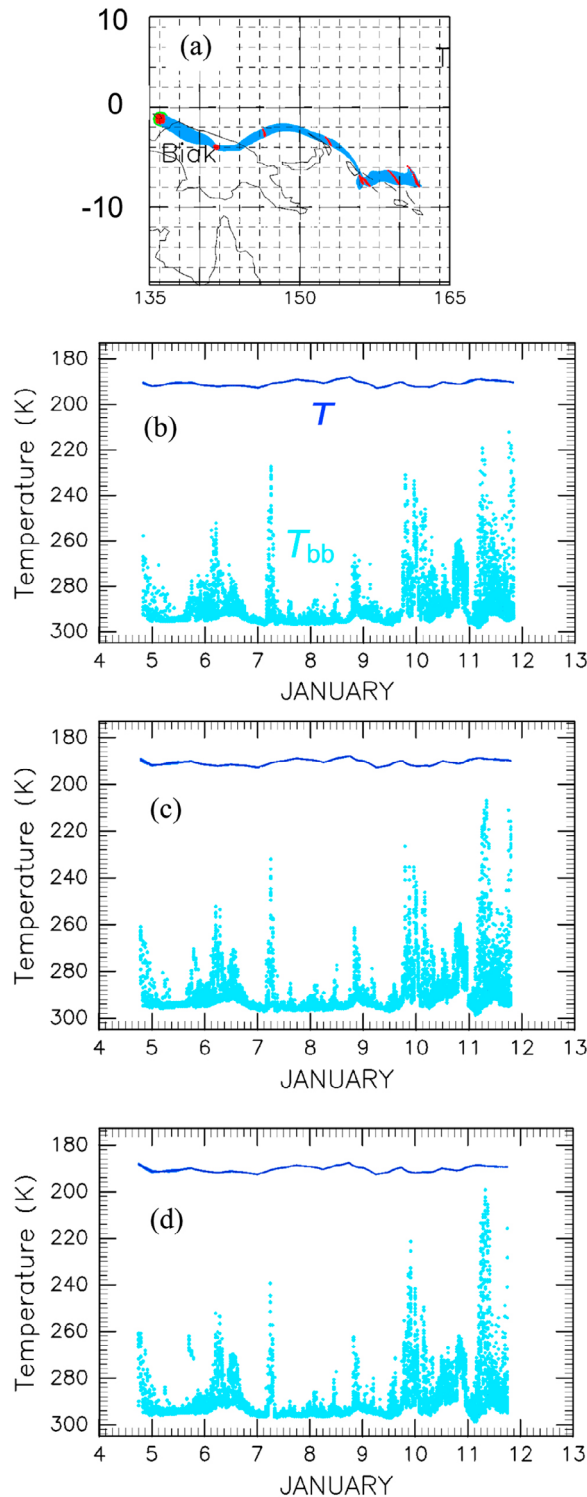 10
(a)
T
0
Biak
-10
135 150 165
180
200
220
240
260
280
300
Temperature (K)
(b)
T
Tbb
4 5 6 7 8 9 10 11 12 13
JANUARY
180
200
220
240
260
280
300
Temperature (K)
(c)
4 5 6 7 8 9 10 11 12 13
JANUARY
180
200
220
240
260
280
300
Temperature (K)
(d)
4 5 6 7 8 9 10 11 12 13
JANUARY